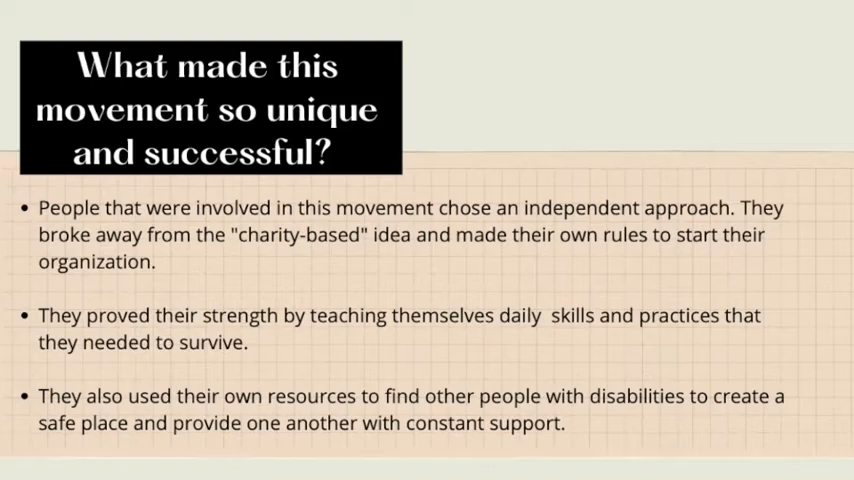 What made this
movement so unique
and successful?
• People that were involved in this movement chose an independent approach. They
broke away from the "charity-based" idea and made their own rules to start their
organization.
• They proved their strength by teaching themselves daily  skills and practices that
they needed to survive.
• They also used their own resources to find other people with disabilities to create a
safe place and provide one another with constant support.